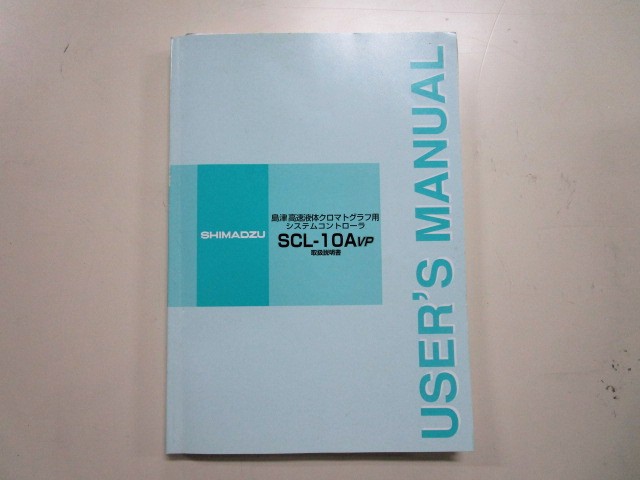 SHIMADZU
島津高速液体クロマトグラフ用
システムコントローラ
SCL-10AVP
取扱説明書
USER'S MANUAL